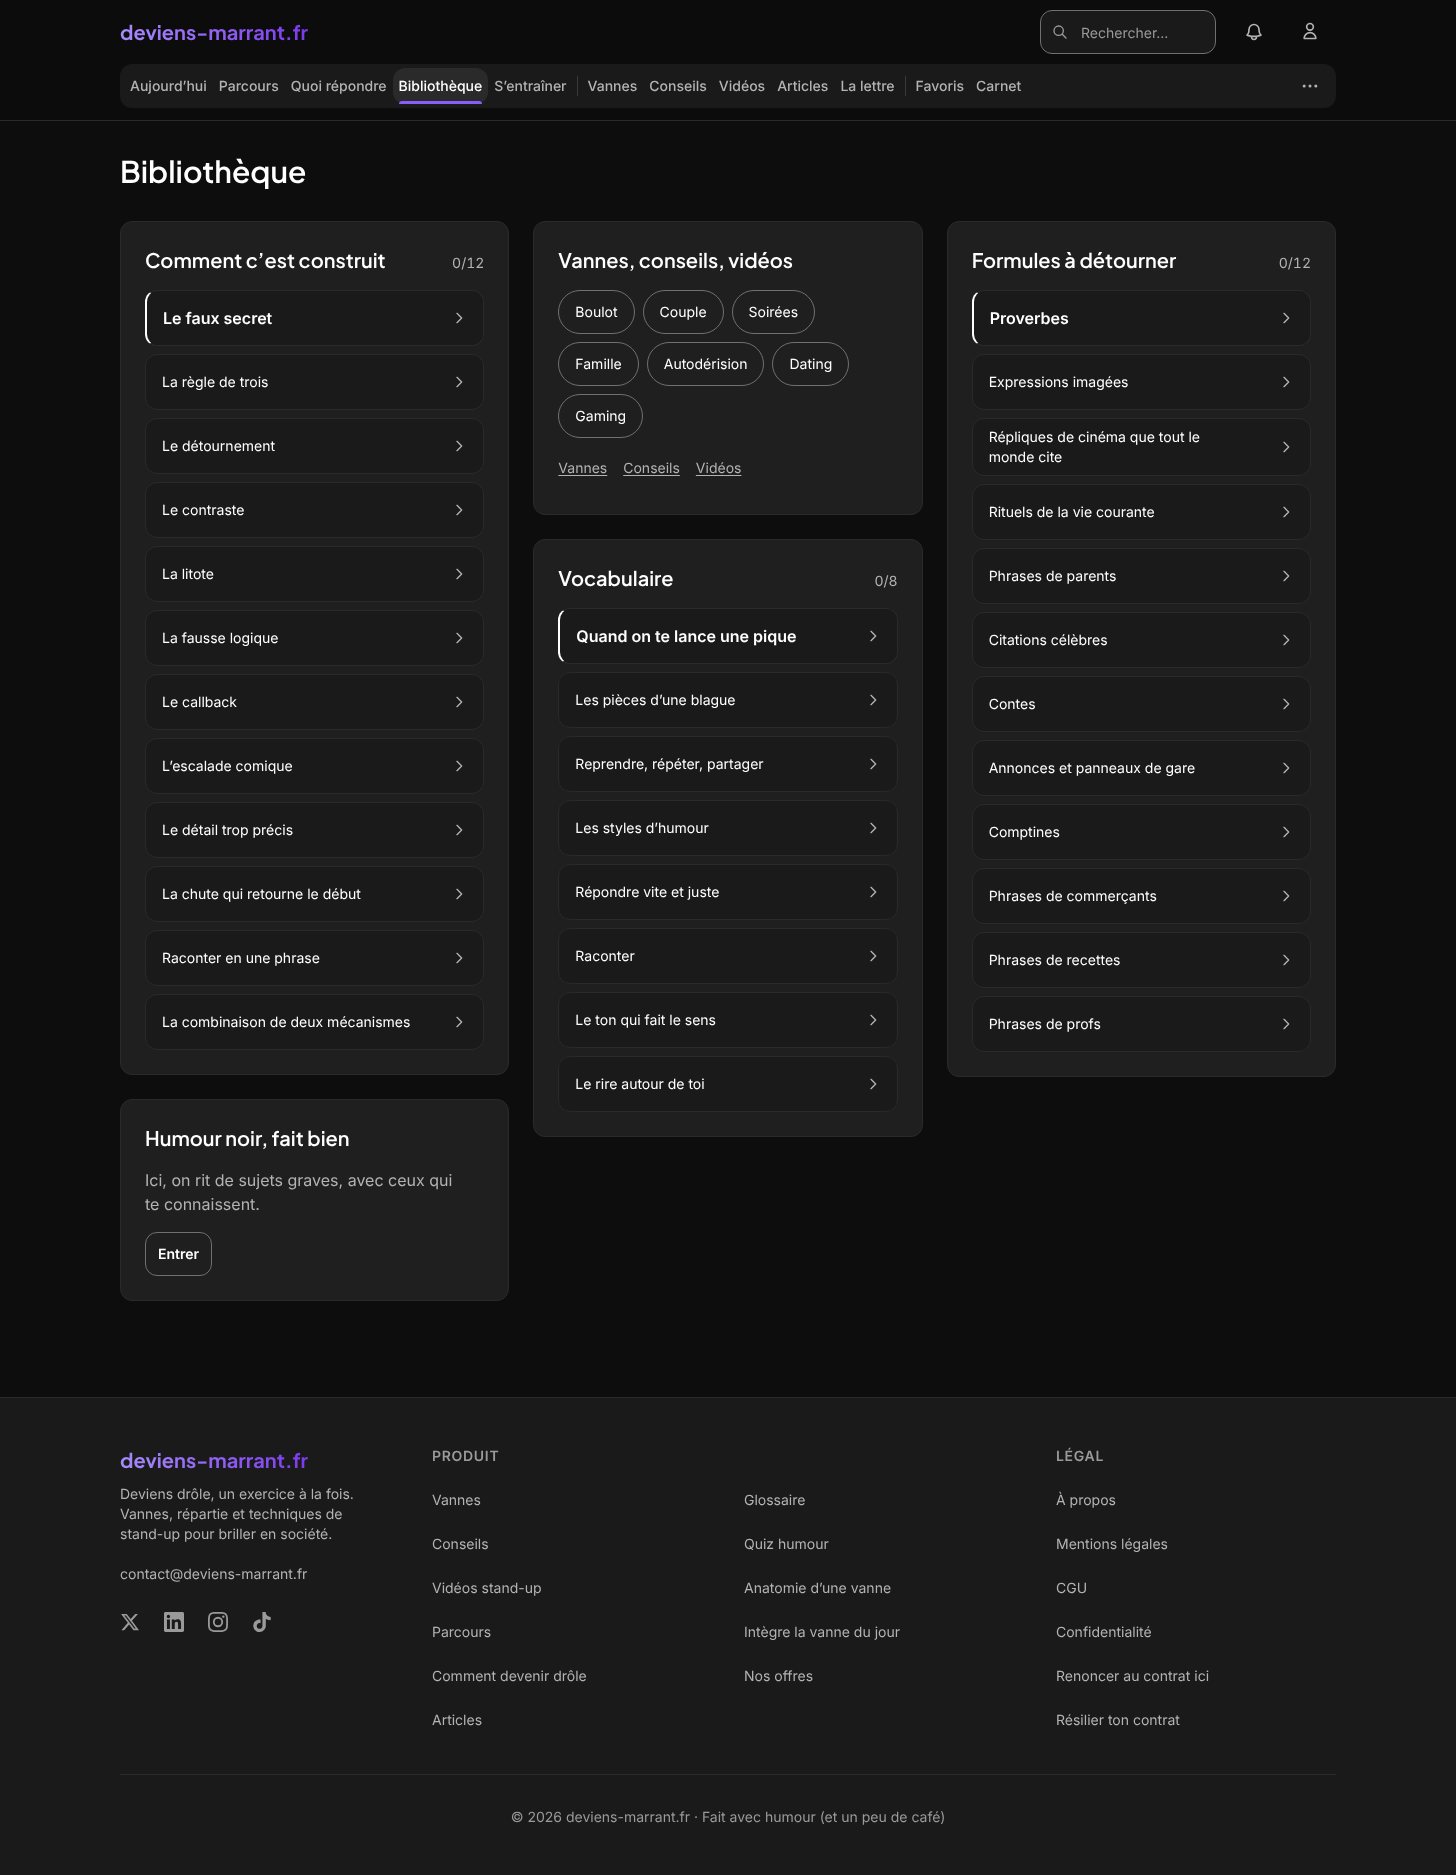 deviens-marrant.fr
Rechercher...
Aujourd’hui Parcours Quoi répondre Bibliothèque S’entraîner Vannes Conseils Vidéos Articles La lettre Favoris Carnet
Bibliothèque
Comment c’est construit 0/12
Le faux secret
La règle de trois
Le détournement
Le contraste
La litote
La fausse logique
Le callback
L’escalade comique
Le détail trop précis
La chute qui retourne le début
Raconter en une phrase
La combinaison de deux mécanismes
Humour noir, fait bien
Ici, on rit de sujets graves, avec ceux qui
te connaissent.
Entrer
Vannes, conseils, vidéos
Boulot Couple Soirées
Famille Autodérision Dating
Gaming
Vannes Conseils Vidéos
Vocabulaire 0/8
Quand on te lance une pique
Les pièces d’une blague
Reprendre, répéter, partager
Les styles d’humour
Répondre vite et juste
Raconter
Le ton qui fait le sens
Le rire autour de toi
Formules à détourner 0/12
Proverbes
Expressions imagées
Répliques de cinéma que tout le
monde cite
Rituels de la vie courante
Phrases de parents
Citations célèbres
Contes
Annonces et panneaux de gare
Comptines
Phrases de commerçants
Phrases de recettes
Phrases de profs
deviens-marrant.fr
Deviens drôle, un exercice à la fois.
Vannes, répartie et techniques de
stand-up pour briller en société.
contact@deviens-marrant.fr
PRODUIT
Vannes
Conseils
Vidéos stand-up
Parcours
Comment devenir drôle
Articles
Glossaire
Quiz humour
Anatomie d’une vanne
Intègre la vanne du jour
Nos offres
LÉGAL
À propos
Mentions légales
CGU
Confidentialité
Renoncer au contrat ici
Résilier ton contrat
© 2026 deviens-marrant.fr · Fait avec humour (et un peu de café)